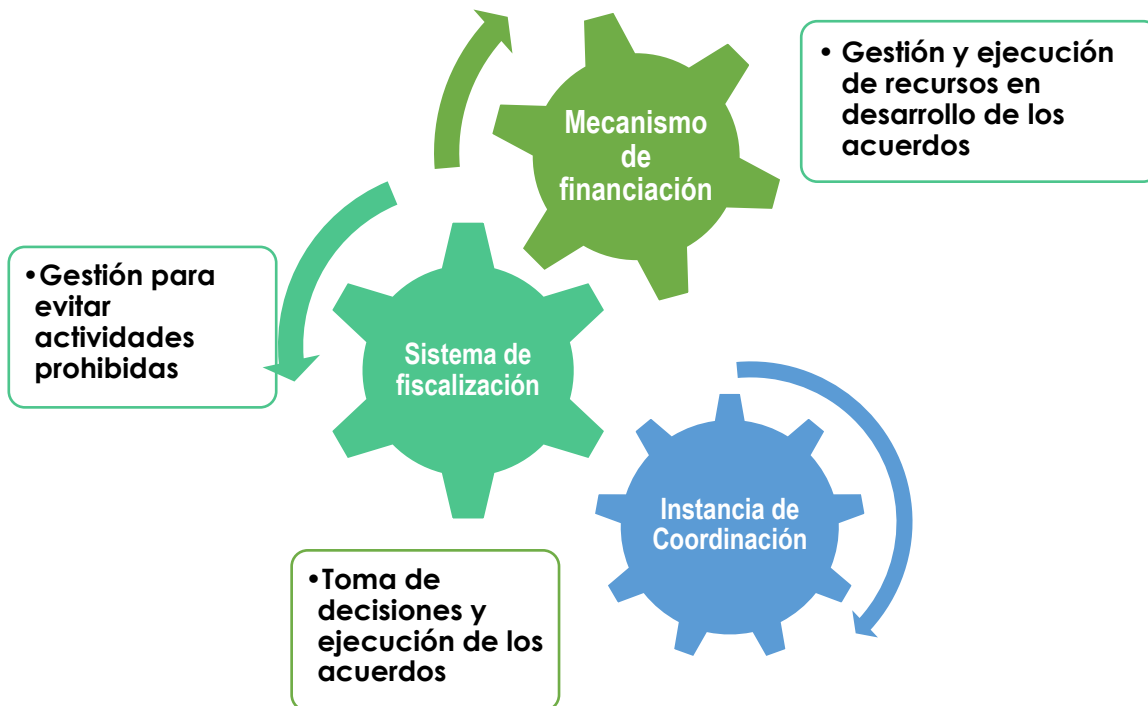 Mecanismo
de
financiación
• Gestión y ejecución
de recursos en
desarrollo de los
acuerdos
•Gestión para
evitar
actividades
prohibidas
Sistema de
fiscalización
Instancia de
Coordinación
•Toma de
decisiones y
ejecución de los
acuerdos